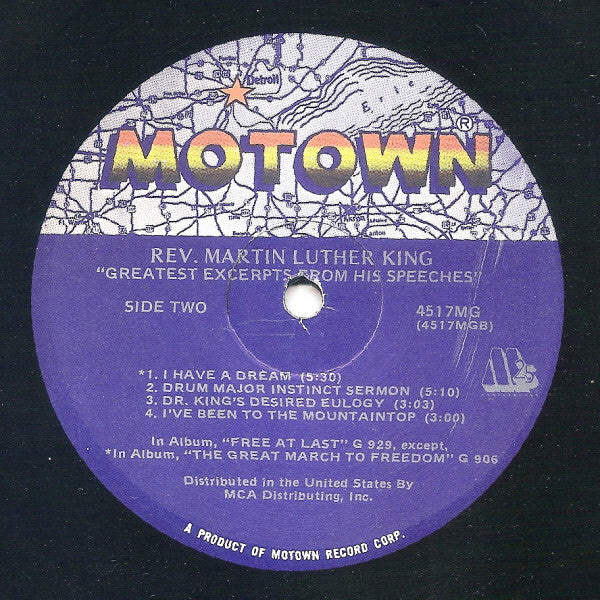 Detroit
Erie
MOTOWN®
Akron
Canton
REV. MARTIN LUTHER KING
"GREATEST EXCERPTS FROM HIS SPEECHES"
SIDE TWO
4517MG
(4517MGB)
*1. I HAVE A DREAM (5:30)
2. DRUM MAJOR INSTINCT SERMON (5:10)
3. DR. KING'S DESIRED EULOGY (3:03)
4. I'VE BEEN TO THE MOUNTAINTOP (3:00)
In Album, "FREE AT LAST" G 929, except,
*In Album, "THE GREAT MARCH TO FREEDOM" G 906
Distributed in the United States By
MCA Distributing, Inc.
A PRODUCT OF MOTOWN RECORD CORP.